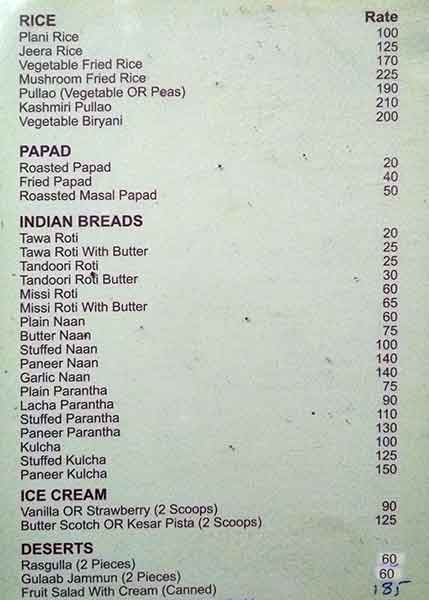 RICE Rate
Plani Rice 100
Jeera Rice 125
Vegetable Fried Rice 170
Mushroom Fried Rice 225
Pullao (Vegetable OR Peas) 190
Kashmiri Pullao 210
Vegetable Biryani 200
PAPAD
Roasted Papad 20
Fried Papad 40
Roassted Masal Papad 50
INDIAN BREADS
Tawa Roti 20
Tawa Roti With Butter 25
Tandoori Roti 25
Tandoori Roti Butter 30
Missi Roti 60
Missi Roti With Butter 65
Plain Naan 60
Butter Naan 75
Stuffed Naan 100
Paneer Naan 140
Garlic Naan 140
Plain Parantha 75
Lacha Parantha 90
Stuffed Parantha 110
Paneer Parantha 130
Kulcha 100
Stuffed Kulcha 125
Paneer Kulcha 150
ICE CREAM
Vanilla OR Strawberry (2 Scoops) 90
Butter Scotch OR Kesar Pista (2 Scoops) 125
DESERTS
Rasgulla (2 Pieces) 60
Gulaab Jammun (2 Pieces) 60
Fruit Salad With Cream (Canned) 185